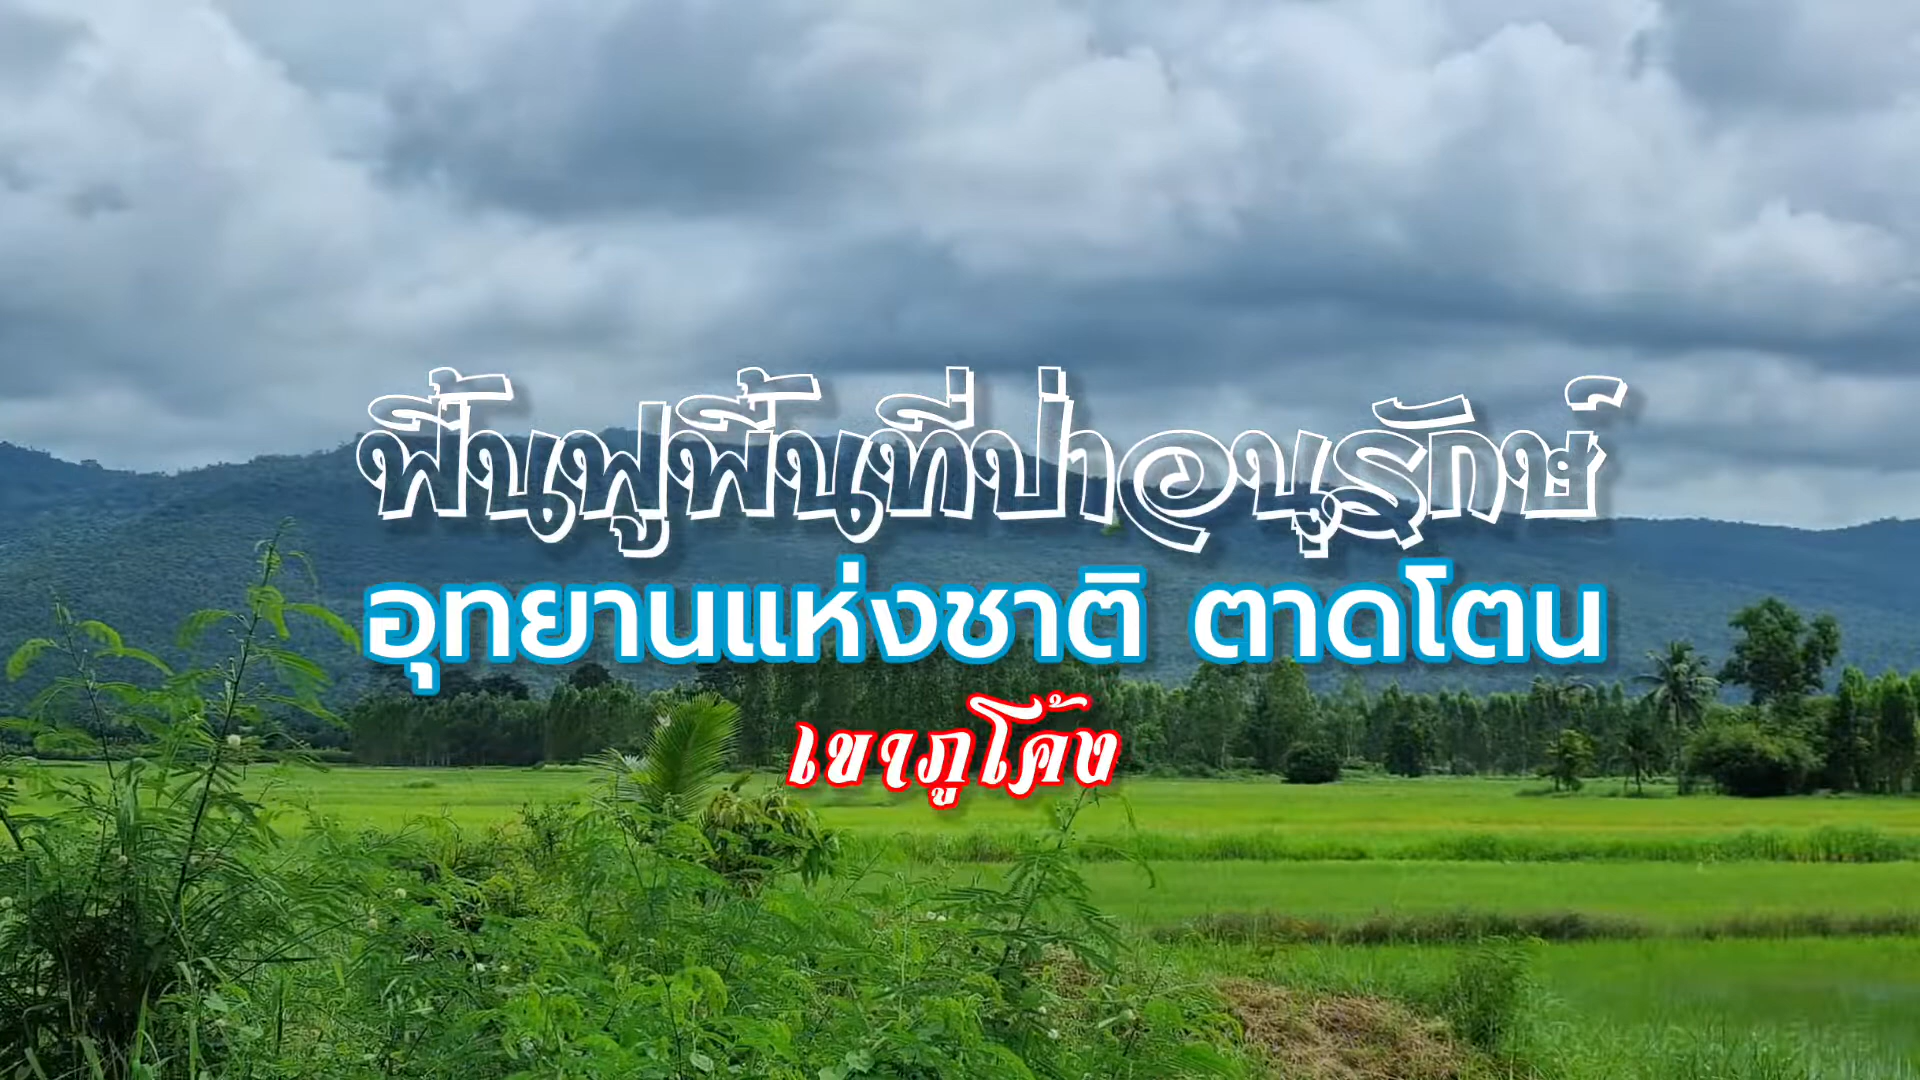 ฟื้นฟูพื้นที่ป่าอนุรักษ์
อุทยานแห่งชาติ ตาดโตน
เขาภูโค้ง